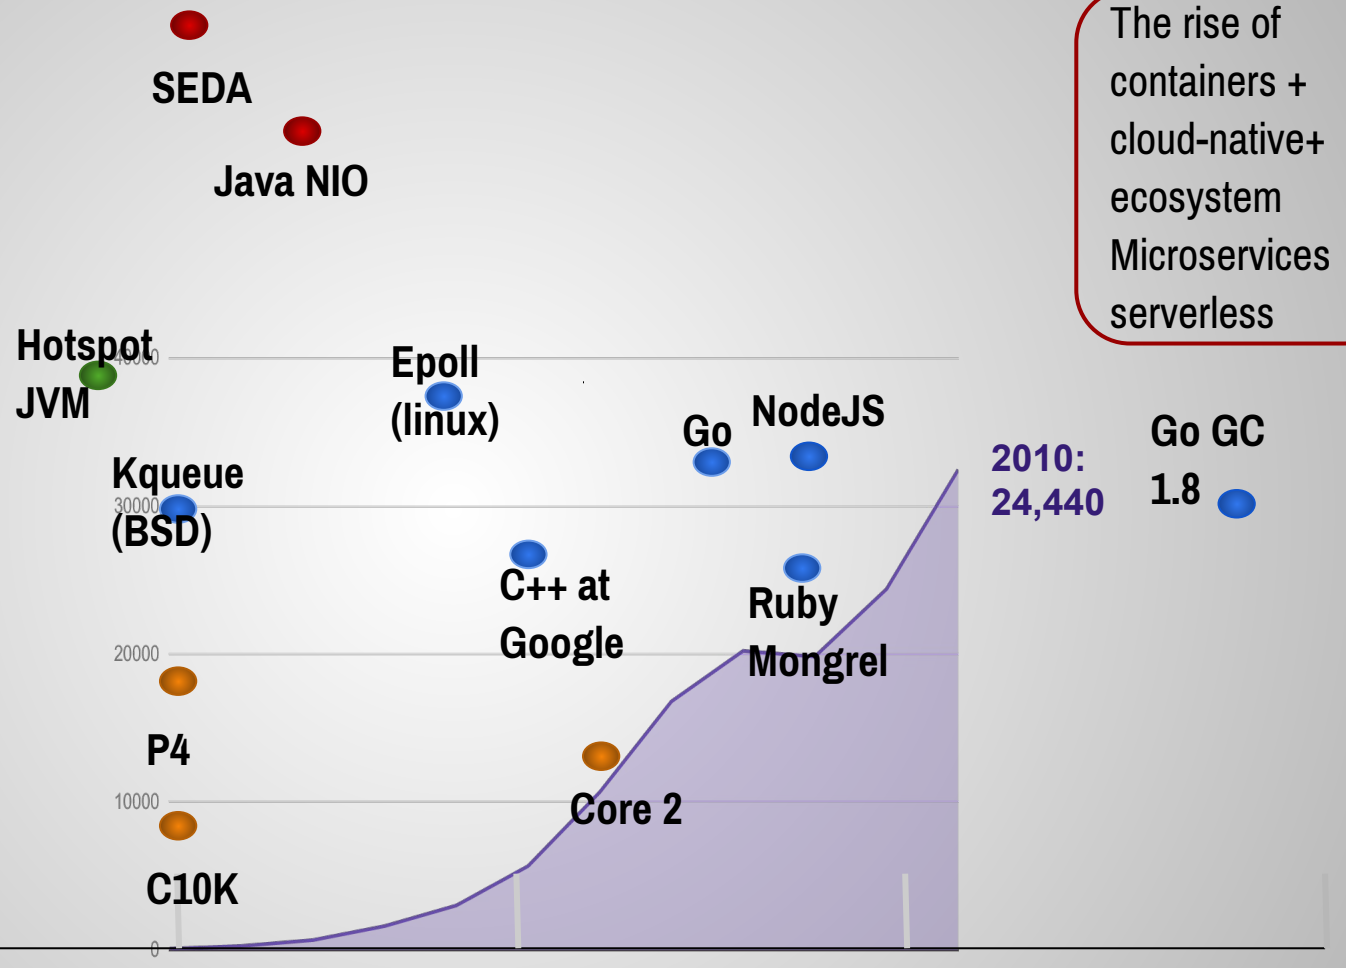 The rise of
containers +
cloud-native+
ecosystem
Microservices
serverless
SEDA
Java NIO
Hotspot
JVM
40000
Epoll
(linux)
Go
NodeJS
2010:
24,440
Go GC
1.8
Kqueue
(BSD)
30000
C++ at
Google
Ruby
Mongrel
20000
P4
10000
Core 2
C10K
0